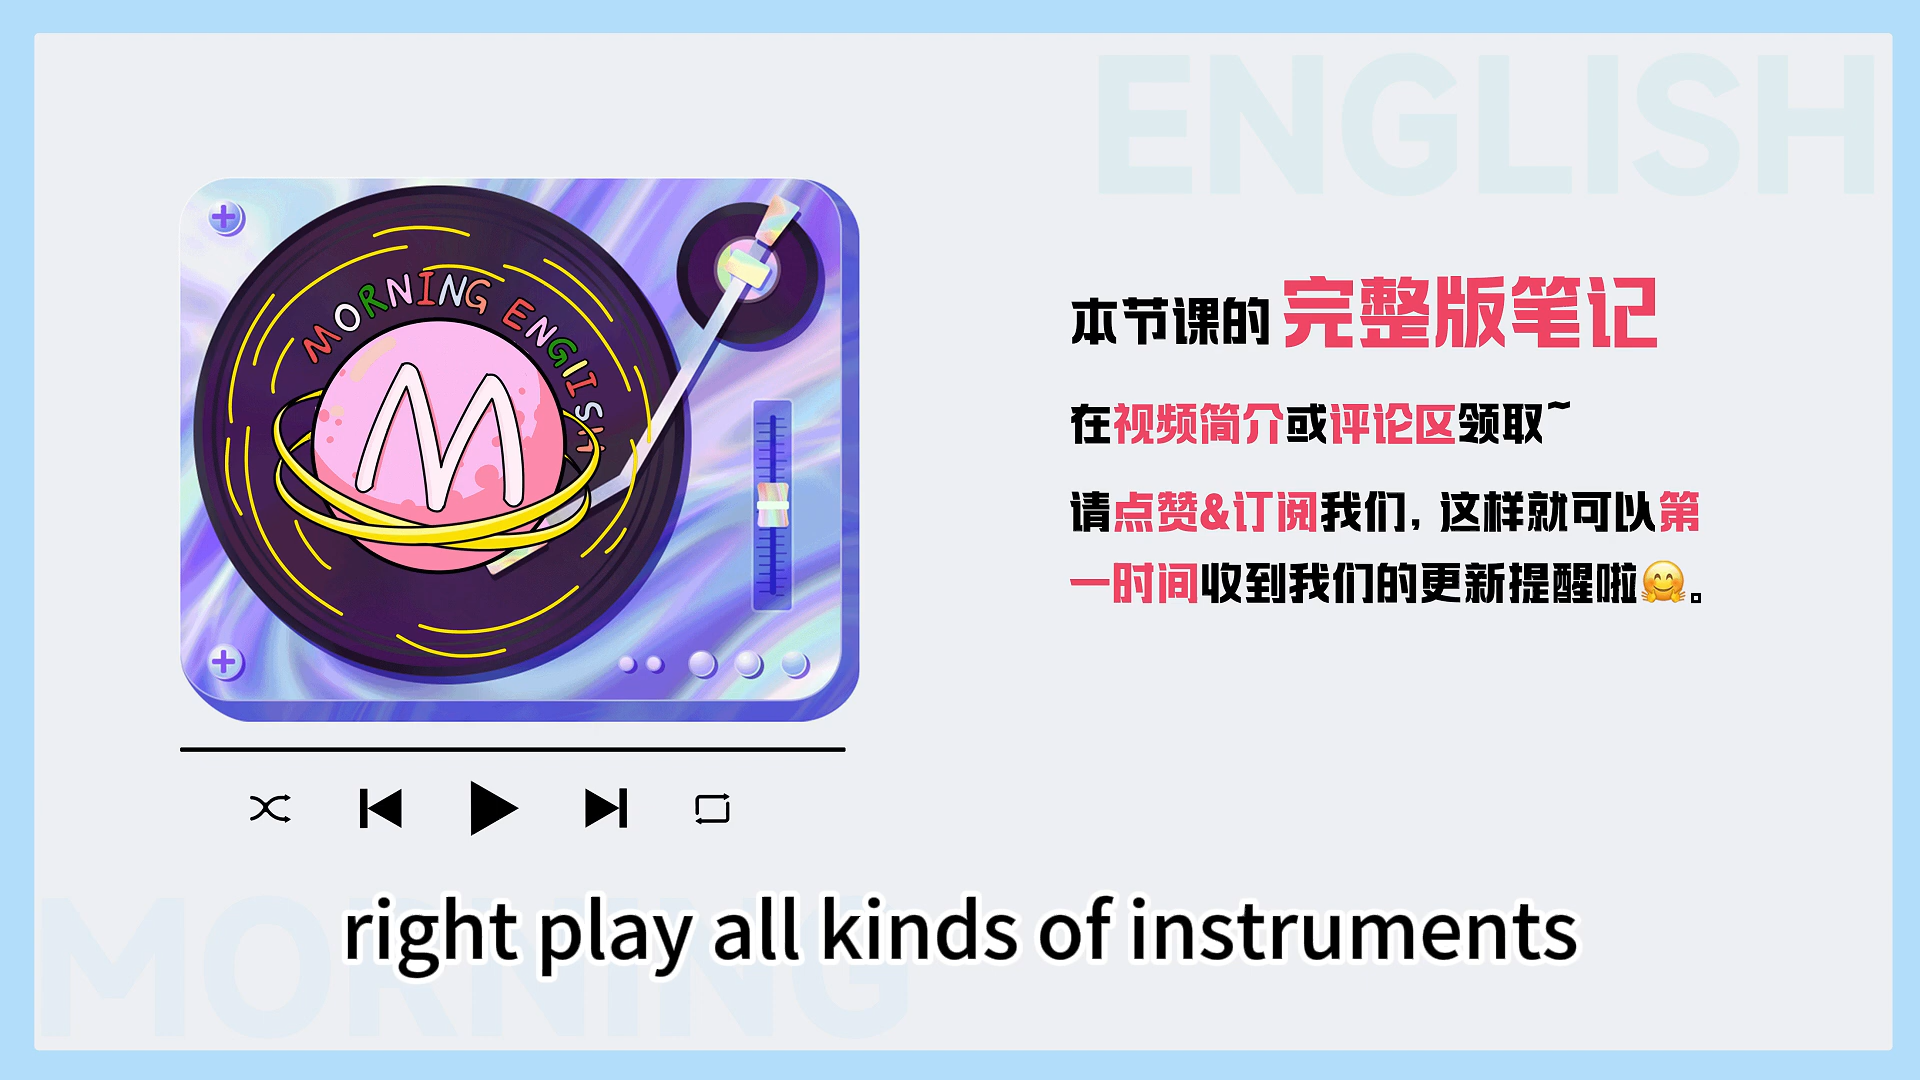 ENGLISH
MORNING ENGlISH
M
本节课的 完整版笔记
在视频简介或评论区领取~
请点赞&订阅我们, 这样就可以第
一时间收到我们的更新提醒啦🤗。
MORNING
right play all kinds of instruments